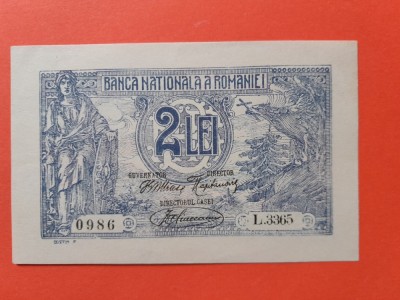 BANCA NATIONALA A ROMANIEI
2 LEI
GUVERNATOR DIRECTOR
DIRECTORUL CASEI
0986 L.3365